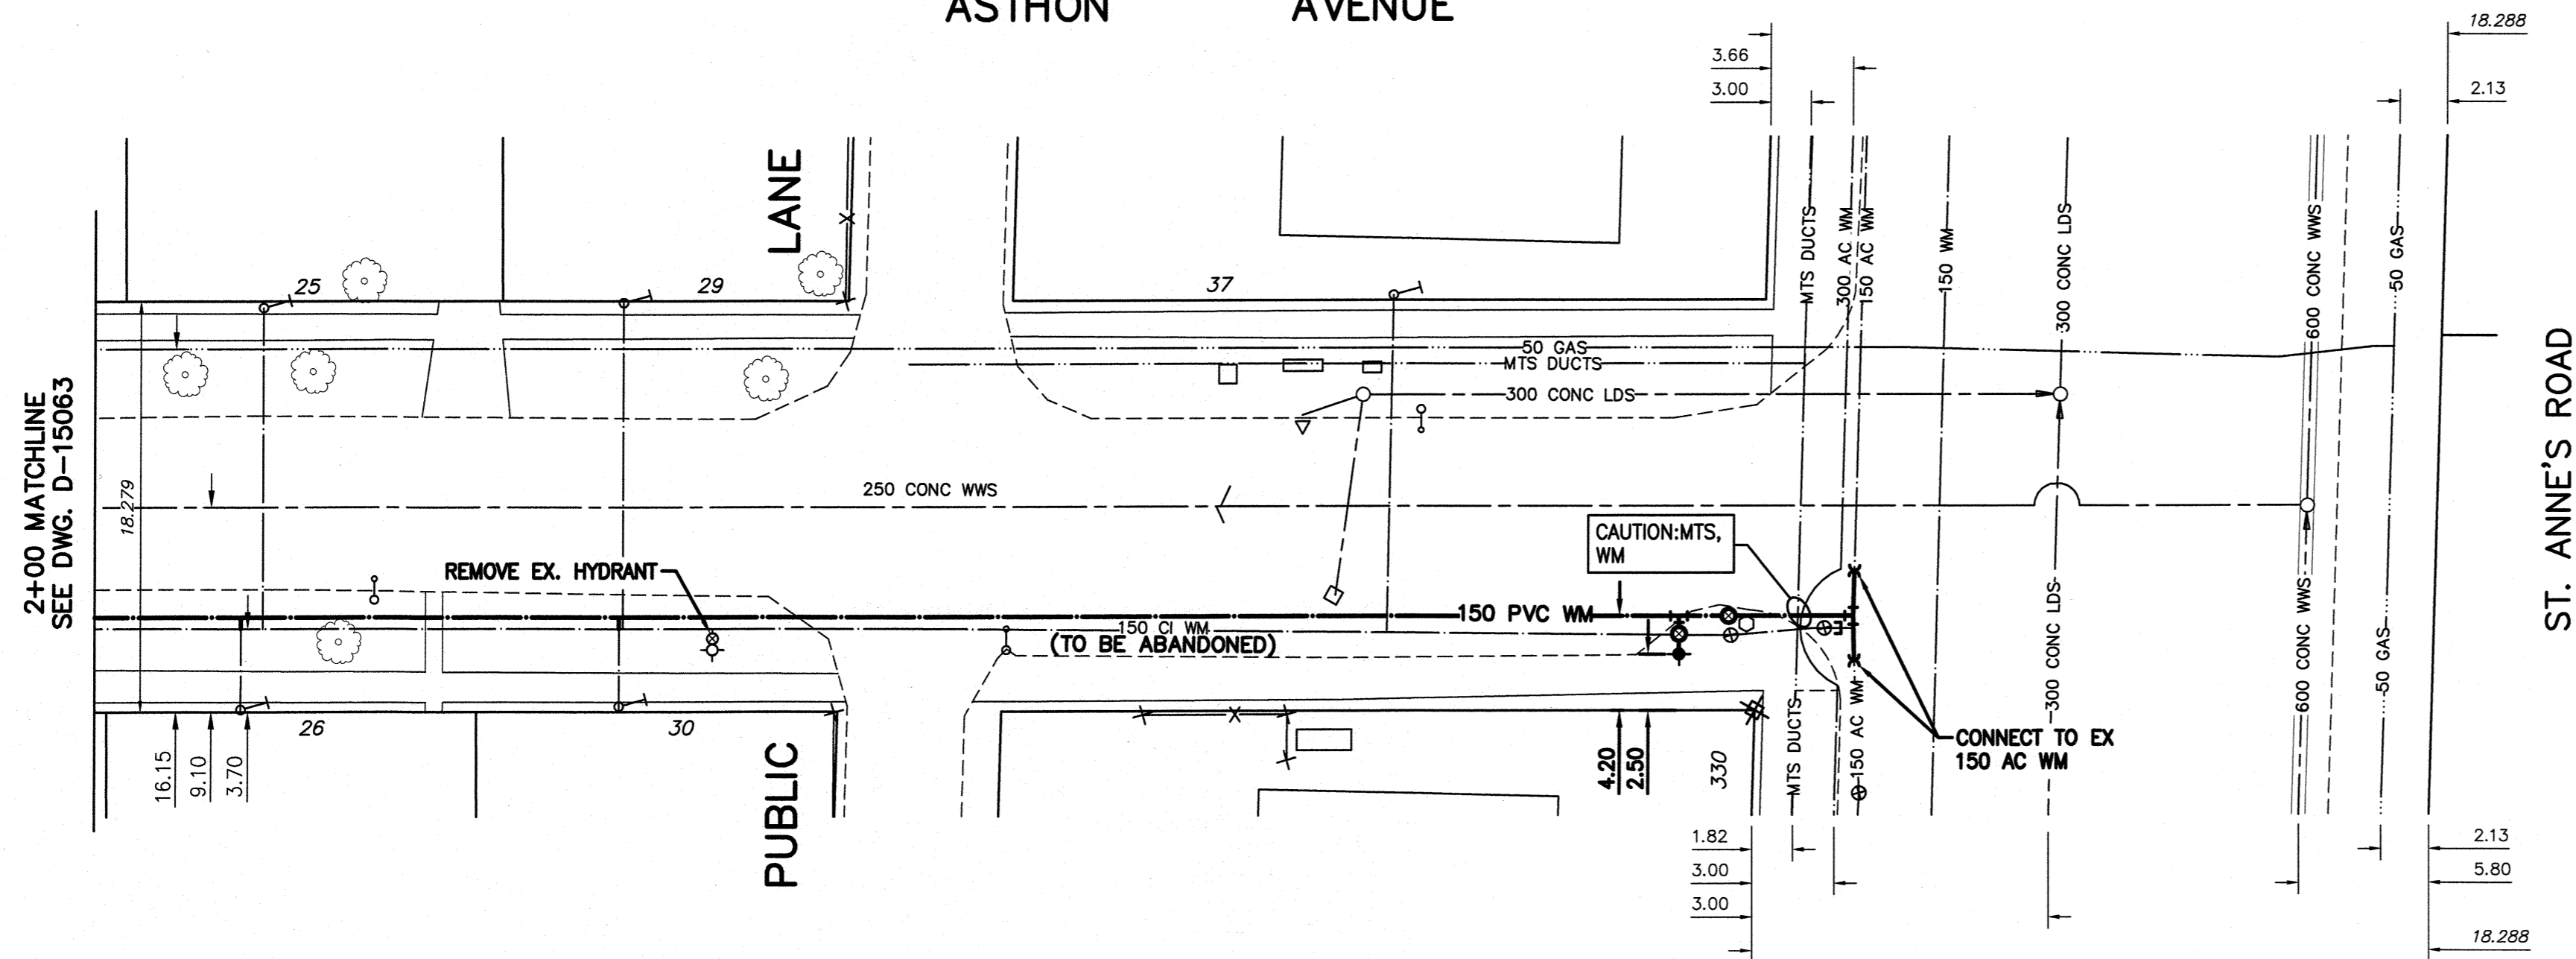 ASTHON AVENUE
18.288
3.66
3.00
2.13
LANE
MTS DUCTS
300 AC WM
150 AC WM
150 WM
300 CONC LDS
600 CONC WWS
50 GAS
25
29
37
50 GAS
MTS DUCTS
300 CONC LDS
2+00 MATCHLINE
SEE DWG. D-15063
18.279
250 CONC WWS
CAUTION:MTS,
WM
REMOVE EX. HYDRANT
150 PVC WM
150 CI WM
(TO BE ABANDONED)
ST. ANNE'S ROAD
300 CONC LDS
600 CONC WWS
50 GAS
26
30
16.15
9.10
3.70
PUBLIC
4.20
2.50
330
MTS DUCTS
150 AC WM
CONNECT TO EX
150 AC WM
1.82
3.00
3.00
2.13
5.80
18.288